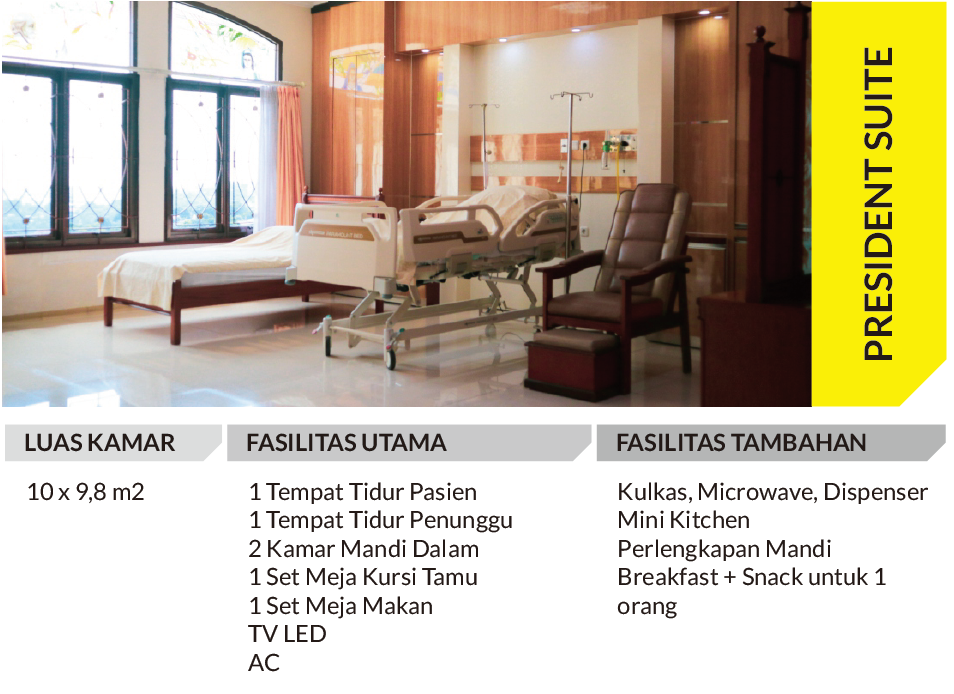 PRESIDENT SUITE
LUAS KAMAR
10 x 9,8 m2
FASILITAS UTAMA
1 Tempat Tidur Pasien
1 Tempat Tidur Penunggu
2 Kamar Mandi Dalam
1 Set Meja Kursi Tamu
1 Set Meja Makan
TV LED
AC
FASILITAS TAMBAHAN
Kulkas, Microwave, Dispenser
Mini Kitchen
Perlengkapan Mandi
Breakfast + Snack untuk 1
orang